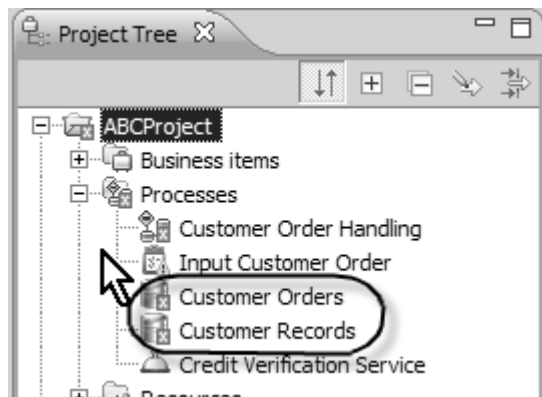 Project Tree
ABCProject
Business items
Processes
Customer Order Handling
Input Customer Order
Customer Orders
Customer Records
Credit Verification Service
Resources